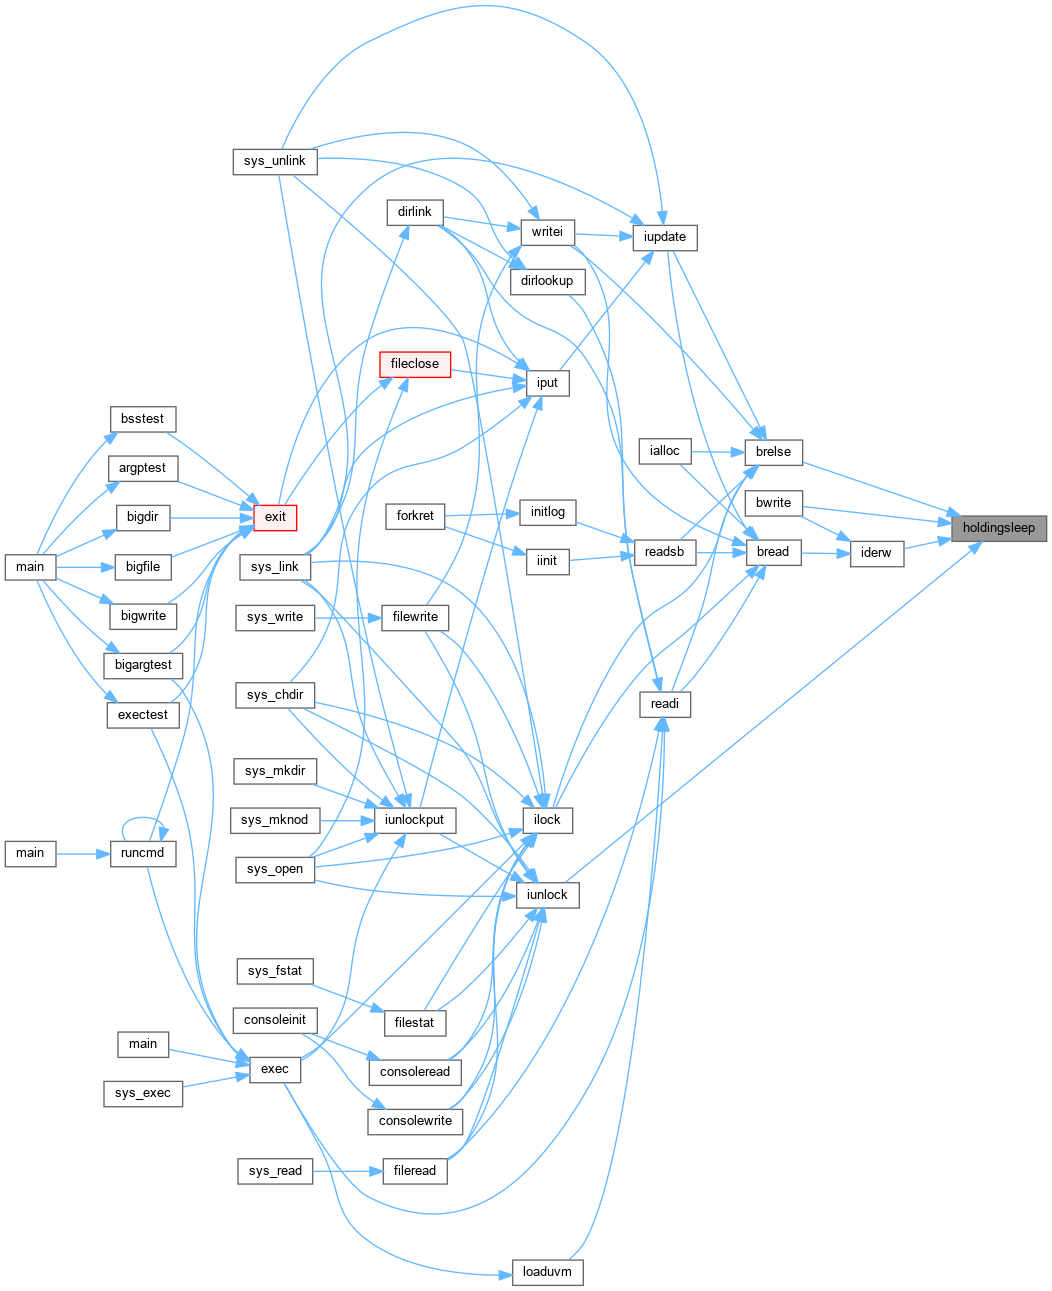 sys_unlink
dirlink
writei
iupdate
dirlookup
fileclose
iput
bsstest
ialloc
brelse
argptest
bwrite
bigdir
exit
forkret
initlog
holdingsleep
main
bigfile
sys_link
iinit
readsb
bread
iderw
bigwrite
sys_write
filewrite
bigargtest
sys_chdir
readi
exectest
sys_mkdir
sys_mknod
iunlockput
ilock
main
runcmd
sys_open
iunlock
sys_fstat
consoleinit
filestat
main
exec
consoleread
sys_exec
consolewrite
sys_read
fileread
loaduvm